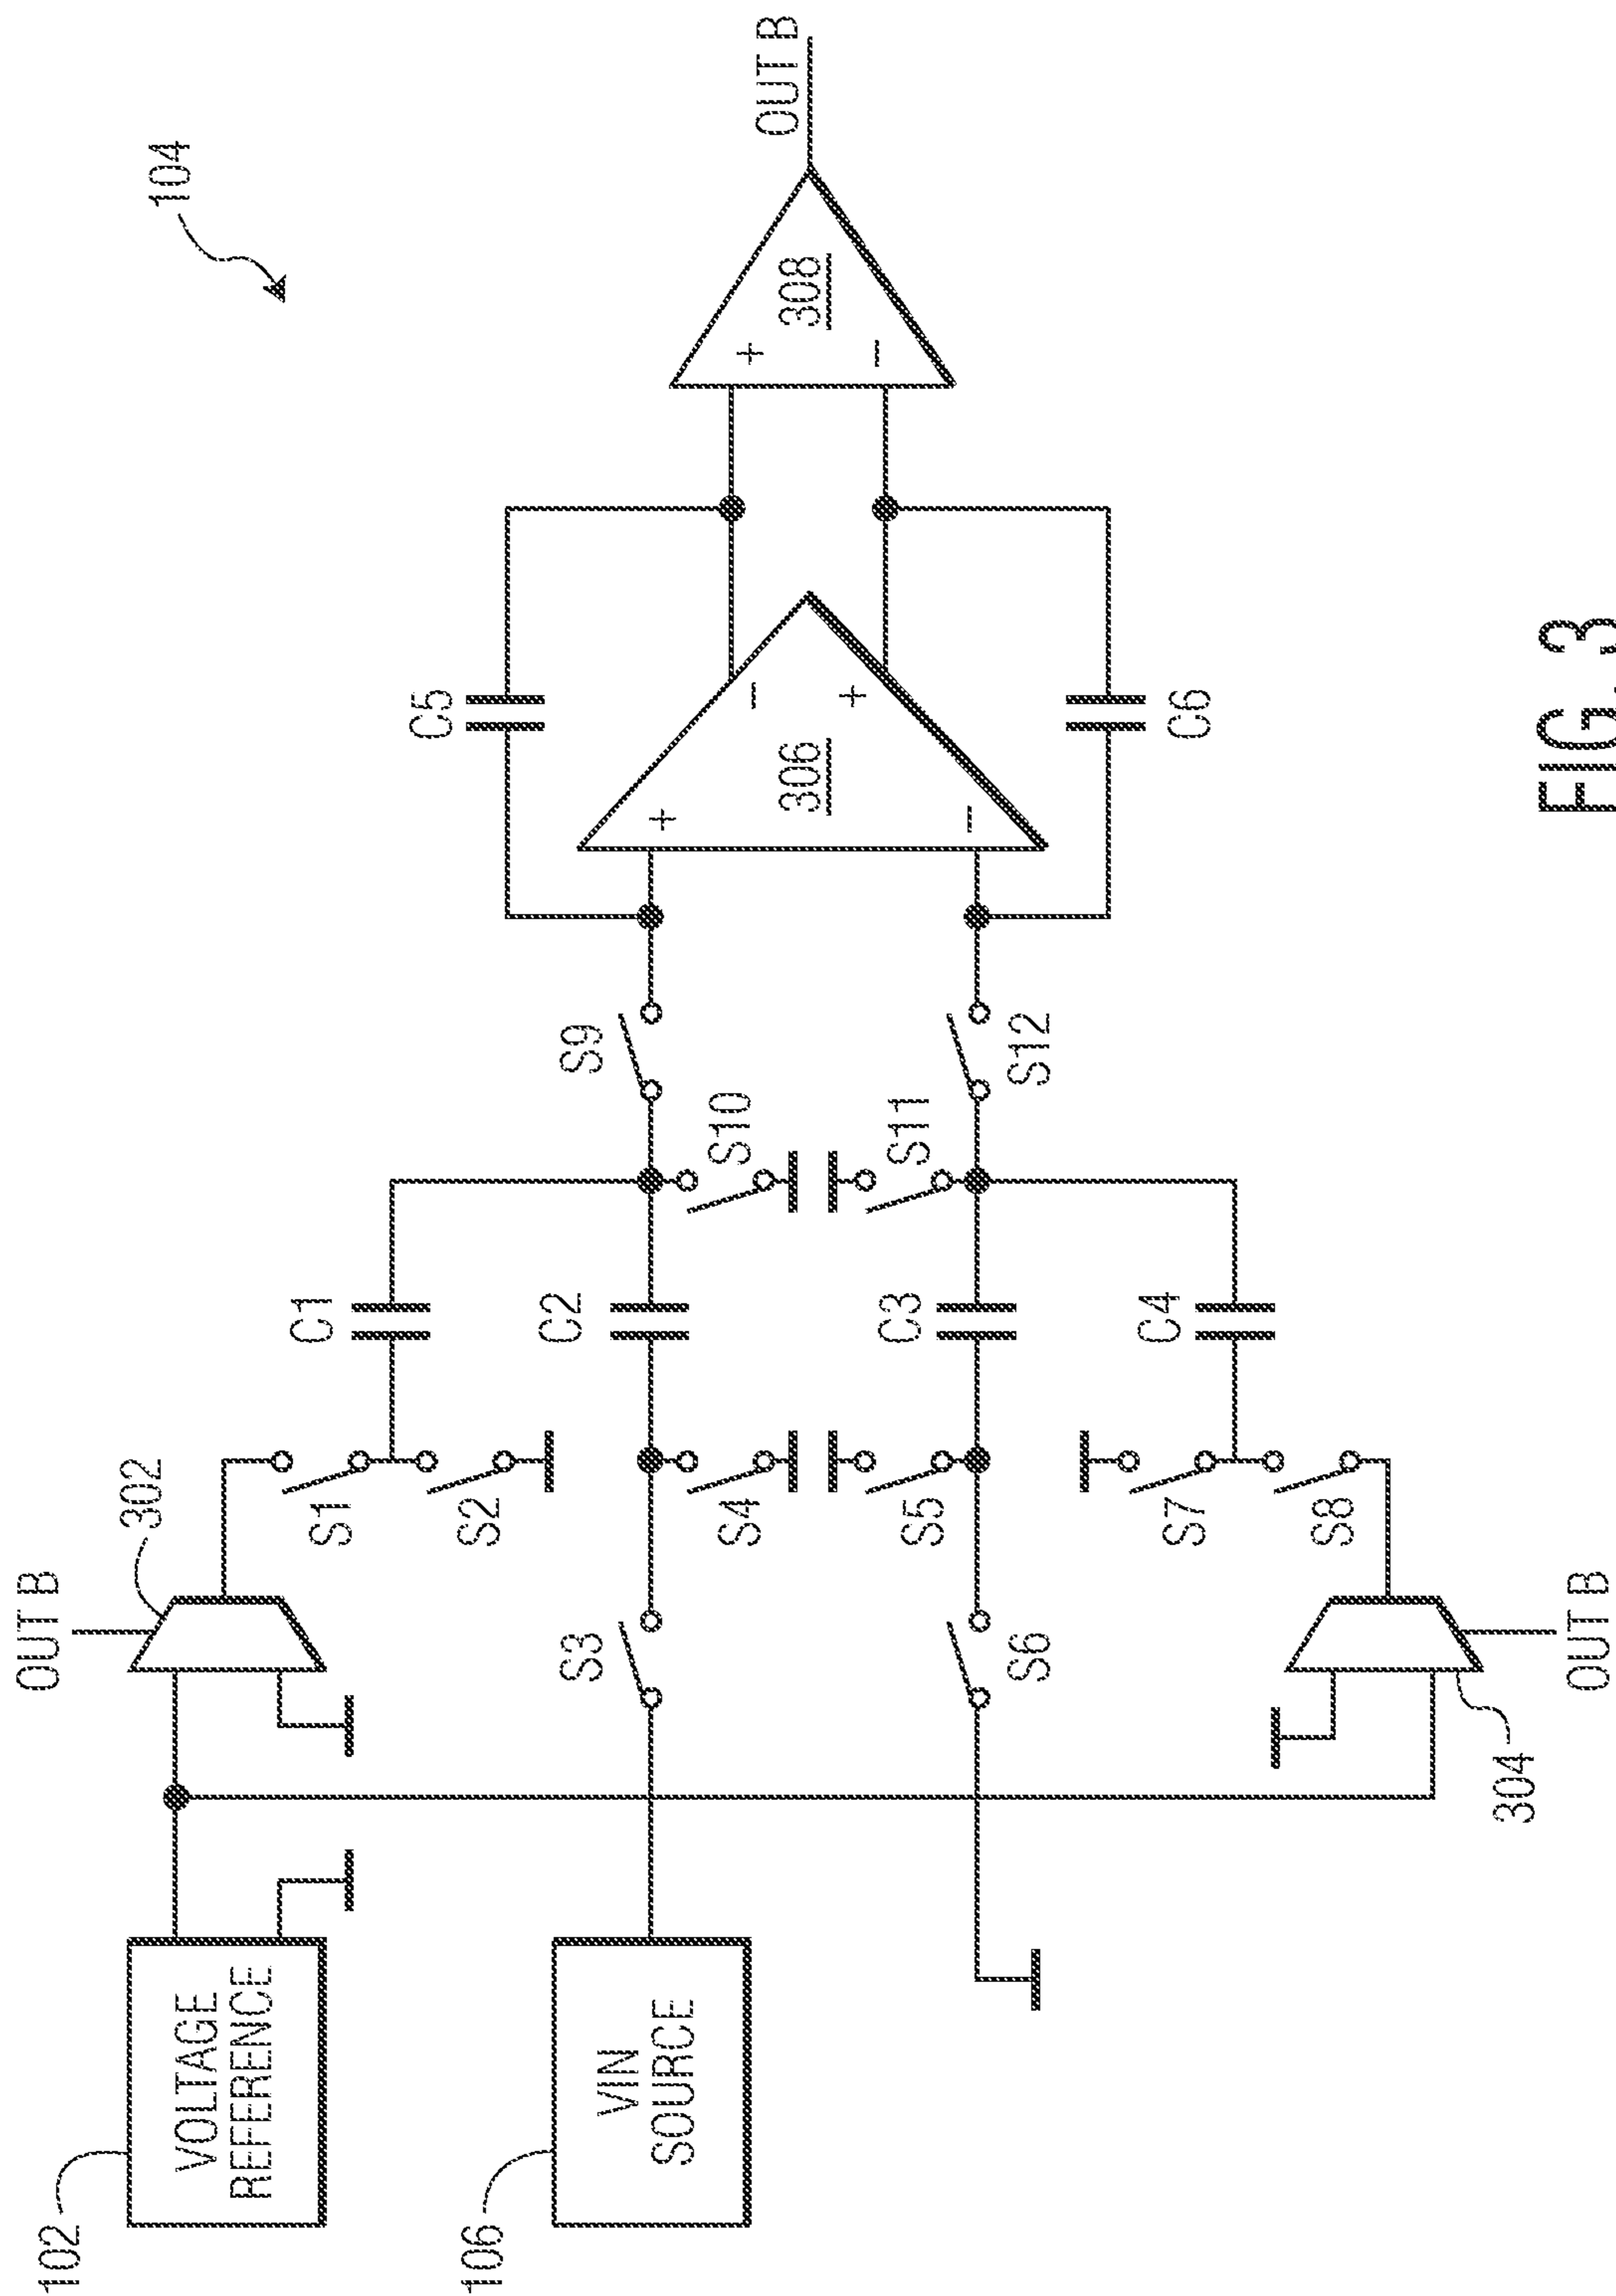 104
OUT B
302
102
VOLTAGE
REFERENCE
S1
S2
C1
C5
106
VIN
SOURCE
S3
S4
C2
S9
S10
+
−
306
−
+
+
−
308
OUT B
S5
S6
C3
S11
S12
C6
S7
S8
C4
304
OUT B
FIG. 3